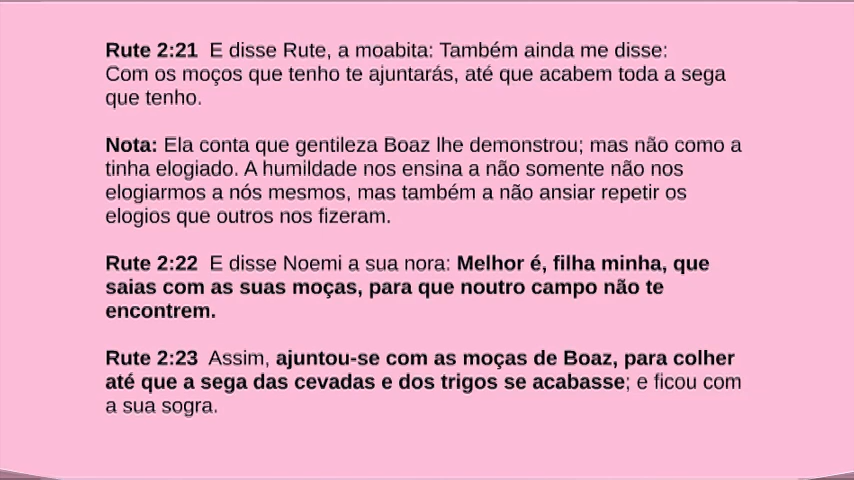 Rute 2:21 E disse Rute, a moabita: Também ainda me disse:
Com os moços que tenho te ajuntarás, até que acabem toda a sega
que tenho.
Nota: Ela conta que gentileza Boaz lhe demonstrou; mas não como a
tinha elogiado. A humildade nos ensina a não somente não nos
elogiarmos a nós mesmos, mas também a não ansiar repetir os
elogios que outros nos fizeram.
Rute 2:22 E disse Noemi a sua nora: Melhor é, filha minha, que
saias com as suas moças, para que noutro campo não te
encontrem.
Rute 2:23 Assim, ajuntou-se com as moças de Boaz, para colher
até que a sega das cevadas e dos trigos se acabasse; e ficou com
a sua sogra.